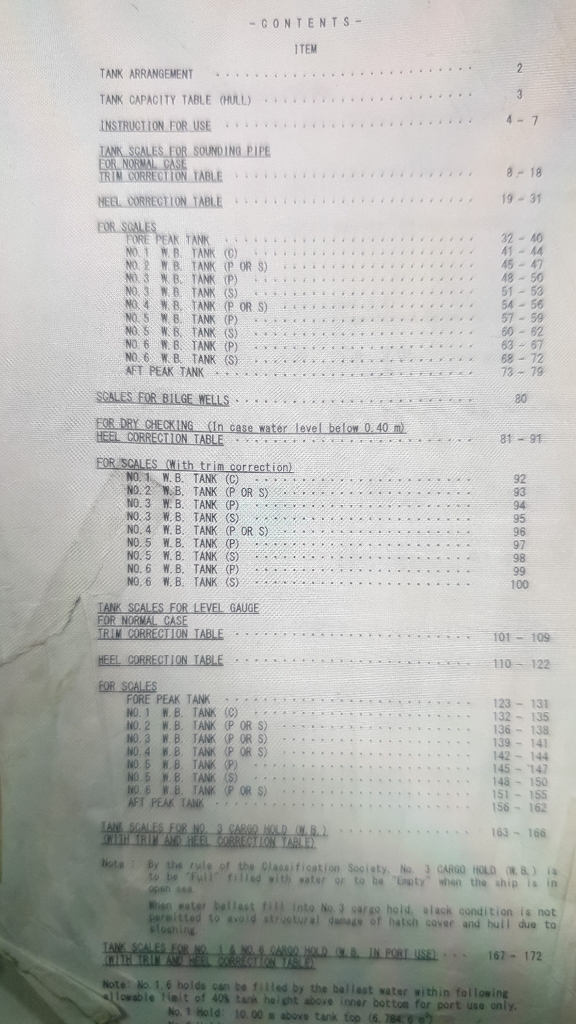 -CONTENTS-
ITEM
TANK ARRANGEMENT ........ 2
TANK CAPACITY TABLE (HULL) ........ 3
INSTRUCTION FOR USE ........ 4 - 7
TANK SCALES FOR SOUNDING PIPE
FOR NORMAL CASE
TRIM CORRECTION TABLE ........ 8 - 18
HEEL CORRECTION TABLE ........ 19 - 31
FOR SCALES
FORE PEAK TANK ........ 32 - 40
NO. 1 W.B. TANK (C) ........ 41 - 44
NO. 2 W.B. TANK (P OR S) ........ 45 - 47
NO. 3 W.B. TANK (P) ........ 48 - 50
NO. 3 W.B. TANK (S) ........ 51 - 53
NO. 4 W.B. TANK (P OR S) ........ 54 - 56
NO. 5 W.B. TANK (P) ........ 57 - 59
NO. 5 W.B. TANK (S) ........ 60 - 62
NO. 6 W.B. TANK (P) ........ 63 - 67
NO. 6 W.B. TANK (S) ........ 68 - 72
AFT PEAK TANK ........ 73 - 79
SCALES FOR BILGE WELLS ........ 80
FOR DRY CHECKING (In case water level below 0.40 m)
HEEL CORRECTION TABLE ........ 81 - 91
FOR SCALES (With trim correction)
NO. 1 W.B. TANK (C) ........ 92
NO. 2 W.B. TANK (P OR S) ........ 93
NO. 3 W.B. TANK (P) ........ 94
NO. 3 W.B. TANK (S) ........ 95
NO. 4 W.B. TANK (P OR S) ........ 96
NO. 5 W.B. TANK (P) ........ 97
NO. 5 W.B. TANK (S) ........ 98
NO. 6 W.B. TANK (P) ........ 99
NO. 6 W.B. TANK (S) ........ 100
TANK SCALES FOR LEVEL GAUGE
FOR NORMAL CASE
TRIM CORRECTION TABLE ........ 101 - 109
HEEL CORRECTION TABLE ........ 110 - 122
FOR SCALES
FORE PEAK TANK ........ 123 - 131
NO. 1 W.B. TANK (C) ........ 132 - 135
NO. 2 W.B. TANK (P OR S) ........ 136 - 138
NO. 3 W.B. TANK (P OR S) ........ 139 - 141
NO. 4 W.B. TANK (P OR S) ........ 142 - 144
NO. 5 W.B. TANK (P) ........ 145 - 147
NO. 5 W.B. TANK (S) ........ 148 - 150
NO. 6 W.B. TANK (P OR S) ........ 151 - 155
AFT PEAK TANK ........ 156 - 162
TANK SCALES FOR NO. 3 CARGO HOLD (W.B.) ........ 163 - 166
(WITH TRIM AND HEEL CORRECTION TABLE)
Note : By the rule of the Classification Society, No. 3 CARGO HOLD (W.B.) is
to be "Full" filled with water or to be "Empty" when the ship is in
open sea.
When water ballast fill into No.3 cargo hold, slack condition is not
permitted to avoid structural damage of hatch cover and hull due to
sloshing.
TANK SCALES FOR NO. 1 & NO.6 CARGO HOLD (W.B. IN PORT USE) ... 167 - 172
(WITH TRIM AND HEEL CORRECTION TABLE)
Note: No.1,6 holds can be filled by the ballast water within following
allowable limit of 40% tank height above inner bottom for port use only.
No.1 Hold: 10.00 m above tank top (6,784.6 m³)